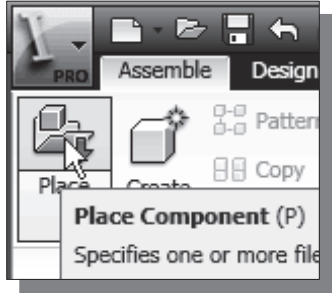 PRO
Assemble Design
Pattern
Copy
Place Create
Place Component (P)
Specifies one or more file